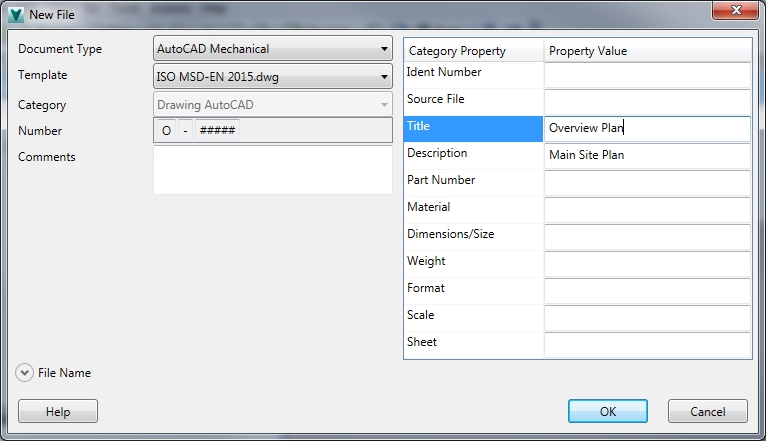 New File
Document Type
AutoCAD Mechanical
Template
ISO MSD-EN 2015.dwg
Category
Drawing AutoCAD
Number
O - #####
Comments
Category Property Property Value
Ident Number
Source File
Title Overview Plan
Description Main Site Plan
Part Number
Material
Dimensions/Size
Weight
Format
Scale
Sheet
File Name
Help
OK
Cancel